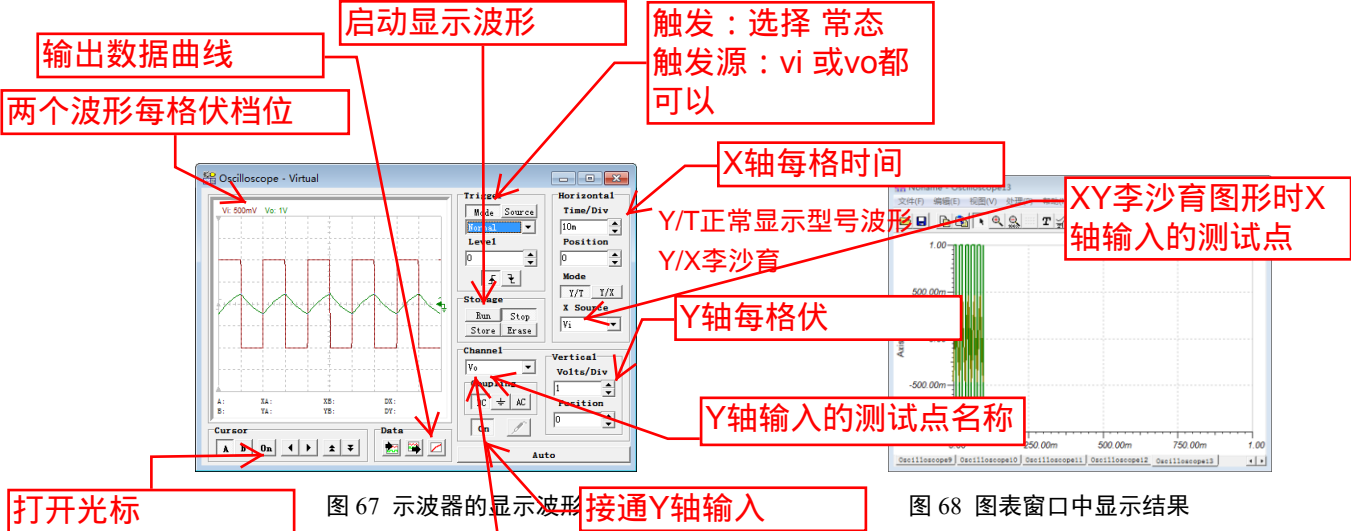 启动显示波形
输出数据曲线
两个波形每格伏档位
触发：选择 常态
触发源：vi 或vo都
可以
X轴每格时间
XY李沙育图形时X
轴输入的测试点
Y/T正常显示型号波形
Y/X李沙育
Y轴每格伏
Y轴输入的测试点名称
接通Y轴输入
打开光标
Oscilloscope - Virtual
Vi: 500mV Vo: 1V
A: XA: XB: DX:
B: YA: YB: DY:
Cursor
A B On
Data
Trigger
Mode Source
Normal
Level
0
Storage
Run Stop
Store Erase
Channel
Vo
Coupling
DC AC
On
Horizontal
Time/Div
10m
Position
0
Mode
Y/T Y/X
X Source
Vi
Vertical
Volts/Div
1
Position
0
Auto
Noname - Oscilloscope13
文件(F) 编辑(E) 视图(V)
T
1.00
500.00m
-500.00m
250.00m 500.00m 750.00m 1.00
Oscilloscope9 Oscilloscope10 Oscilloscope11 Oscilloscope12 Oscilloscope13
图 67 示波器的显示波形
图 68 图表窗口中显示结果